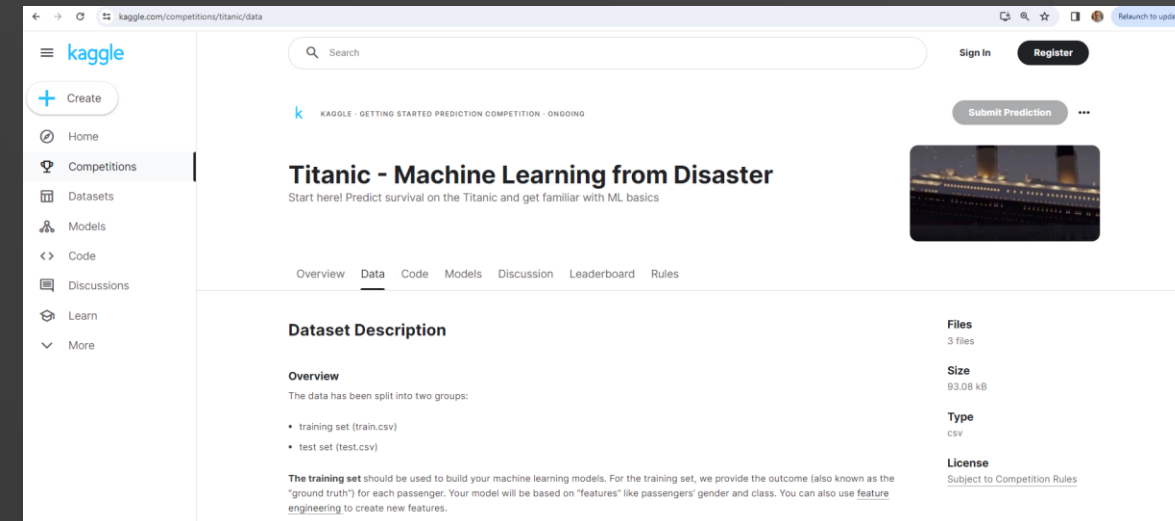 kaggle.com/competitions/titanic/data
Relaunch to upda
kaggle
Search
Sign In
Register
Create
Home
Competitions
Datasets
Models
Code
Discussions
Learn
More
KAGGLE · GETTING STARTED PREDICTION COMPETITION · ONGOING
Submit Prediction
Titanic - Machine Learning from Disaster
Start here! Predict survival on the Titanic and get familiar with ML basics
Overview Data Code Models Discussion Leaderboard Rules
Dataset Description
Overview
The data has been split into two groups:
• training set (train.csv)
• test set (test.csv)
The training set should be used to build your machine learning models. For the training set, we provide the outcome (also known as the
"ground truth") for each passenger. Your model will be based on "features" like passengers' gender and class. You can also use feature
engineering to create new features.
Files
3 files
Size
93.08 kB
Type
csv
License
Subject to Competition Rules